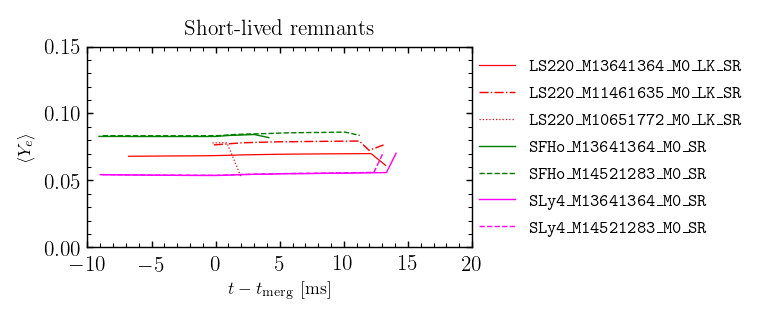 Short-lived remnants
0.15
0.10
0.05
0.00
⟨Yₑ⟩
−10
−5
0
5
10
15
20
t − tmerg [ms]
LS220_M13641364_M0_LK_SR
LS220_M11461635_M0_LK_SR
LS220_M10651772_M0_LK_SR
SFHo_M13641364_M0_SR
SFHo_M14521283_M0_SR
SLy4_M13641364_M0_SR
SLy4_M14521283_M0_SR